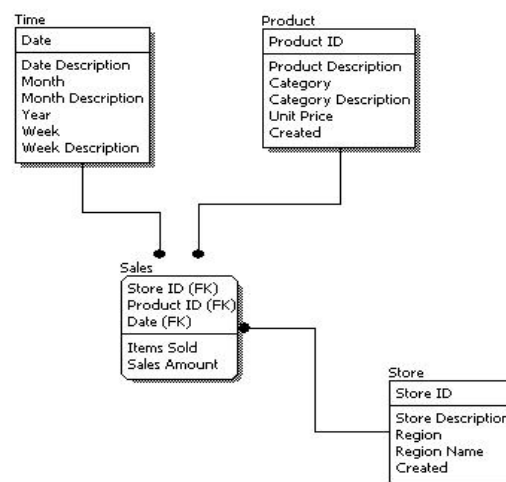 Time
Date
Date Description
Month
Month Description
Year
Week
Week Description
Product
Product ID
Product Description
Category
Category Description
Unit Price
Created
Sales
Store ID (FK)
Product ID (FK)
Date (FK)
Items Sold
Sales Amount
Store
Store ID
Store Description
Region
Region Name
Created